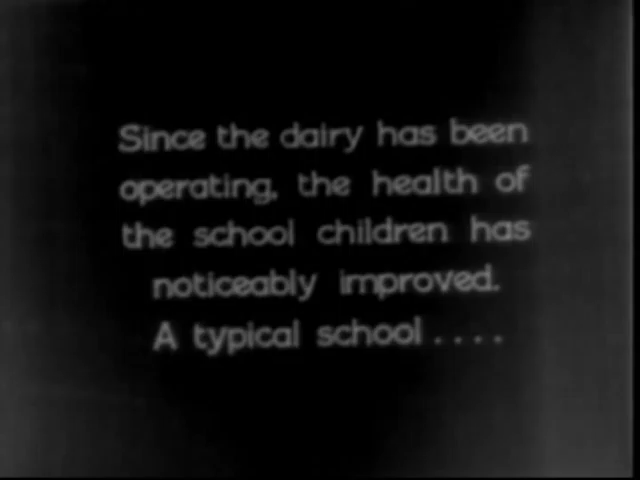 Since the dairy has been
operating, the health of
the school children has
noticeably improved.
A typical school . . . .